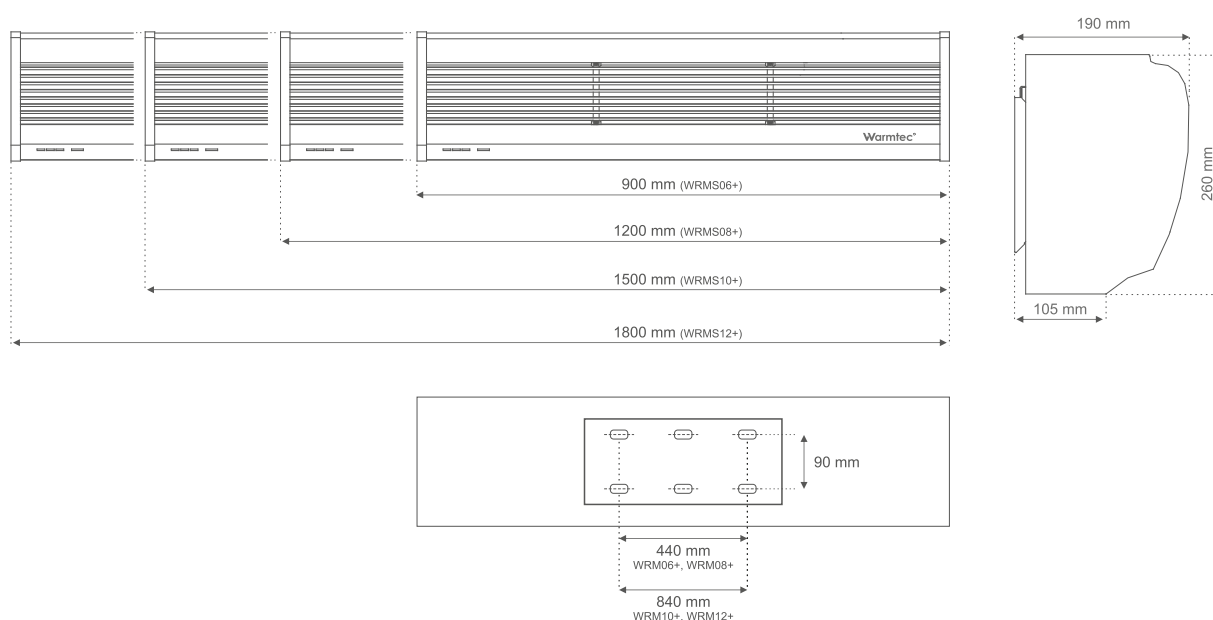 190 mm
Warmtec
260 mm
900 mm (WRMS06+)
1200 mm (WRMS08+)
1500 mm (WRMS10+)
105 mm
1800 mm (WRMS12+)
90 mm
440 mm
WRM06+, WRM08+
840 mm
WRM10+, WRM12+